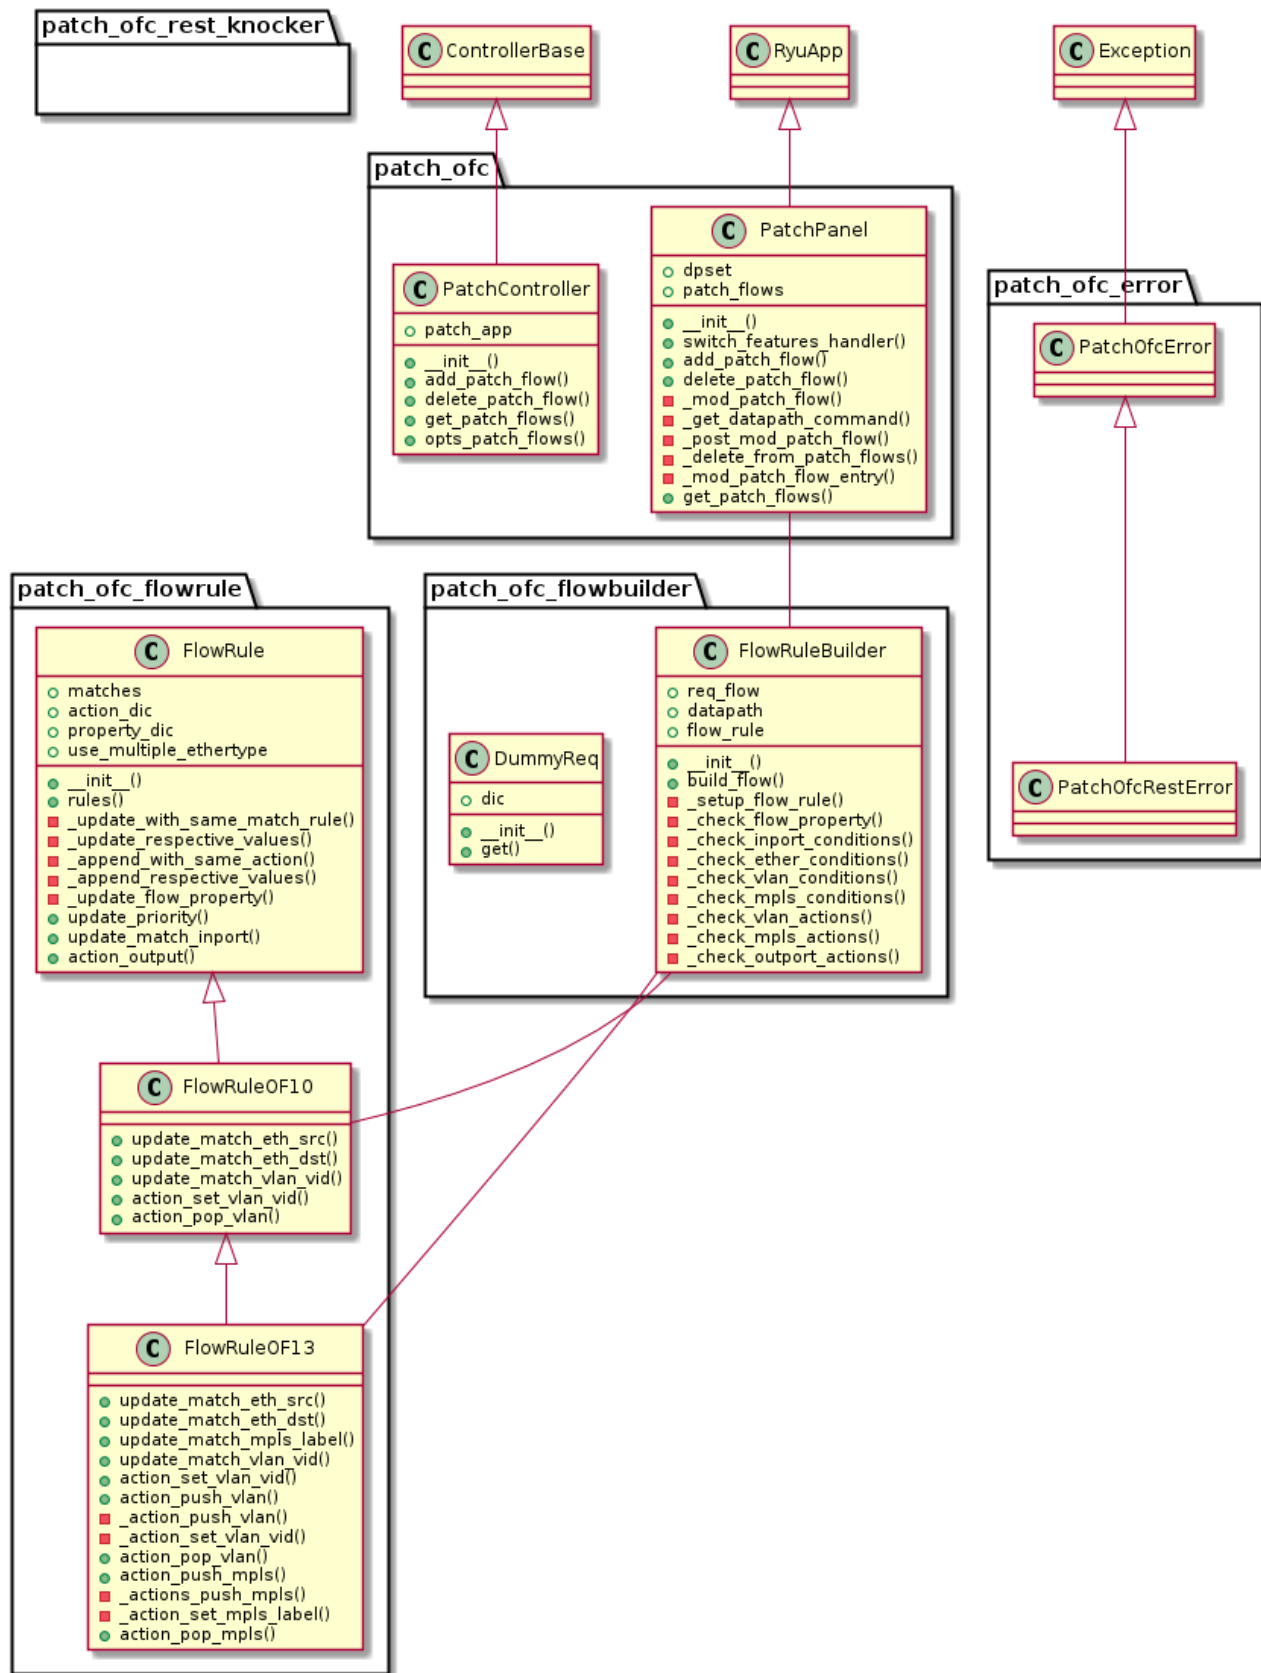 patch_ofc_rest_knocker
C ControllerBase
C RyuApp
C Exception
patch_ofc
C PatchController
patch_app
__init__()
add_patch_flow()
delete_patch_flow()
get_patch_flows()
opts_patch_flows()
C PatchPanel
dpset
patch_flows
__init__()
switch_features_handler()
add_patch_flow()
delete_patch_flow()
_mod_patch_flow()
_get_datapath_command()
_post_mod_patch_flow()
_delete_from_patch_flows()
_mod_patch_flow_entry()
get_patch_flows()
patch_ofc_error
C PatchOfcError
C PatchOfcRestError
patch_ofc_flowrule
C FlowRule
matches
action_dic
property_dic
use_multiple_ethertype
__init__()
rules()
_update_with_same_match_rule()
_update_respective_values()
_append_with_same_action()
_append_respective_values()
_update_flow_property()
update_priority()
update_match_inport()
action_output()
patch_ofc_flowbuilder
C DummyReq
dic
__init__()
get()
C FlowRuleBuilder
req_flow
datapath
flow_rule
__init__()
build_flow()
_setup_flow_rule()
_check_flow_property()
_check_inport_conditions()
_check_ether_conditions()
_check_vlan_conditions()
_check_mpls_conditions()
_check_vlan_actions()
_check_mpls_actions()
_check_outport_actions()
C FlowRuleOF10
update_match_eth_src()
update_match_eth_dst()
update_match_vlan_vid()
action_set_vlan_vid()
action_pop_vlan()
C FlowRuleOF13
update_match_eth_src()
update_match_eth_dst()
update_match_mpls_label()
update_match_vlan_vid()
action_set_vlan_vid()
action_push_vlan()
_action_push_vlan()
_action_set_vlan_vid()
action_pop_vlan()
action_push_mpls()
_actions_push_mpls()
_action_set_mpls_label()
action_pop_mpls()